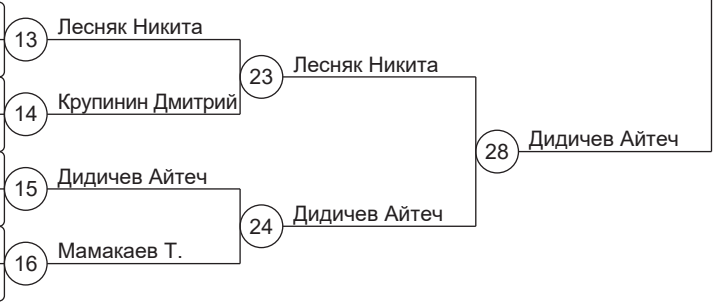 13 Лесняк Никита
23 Лесняк Никита
14 Крупинин Дмитрий
28 Дидичев Айтеч
15 Дидичев Айтеч
24 Дидичев Айтеч
16 Мамакаев Т.